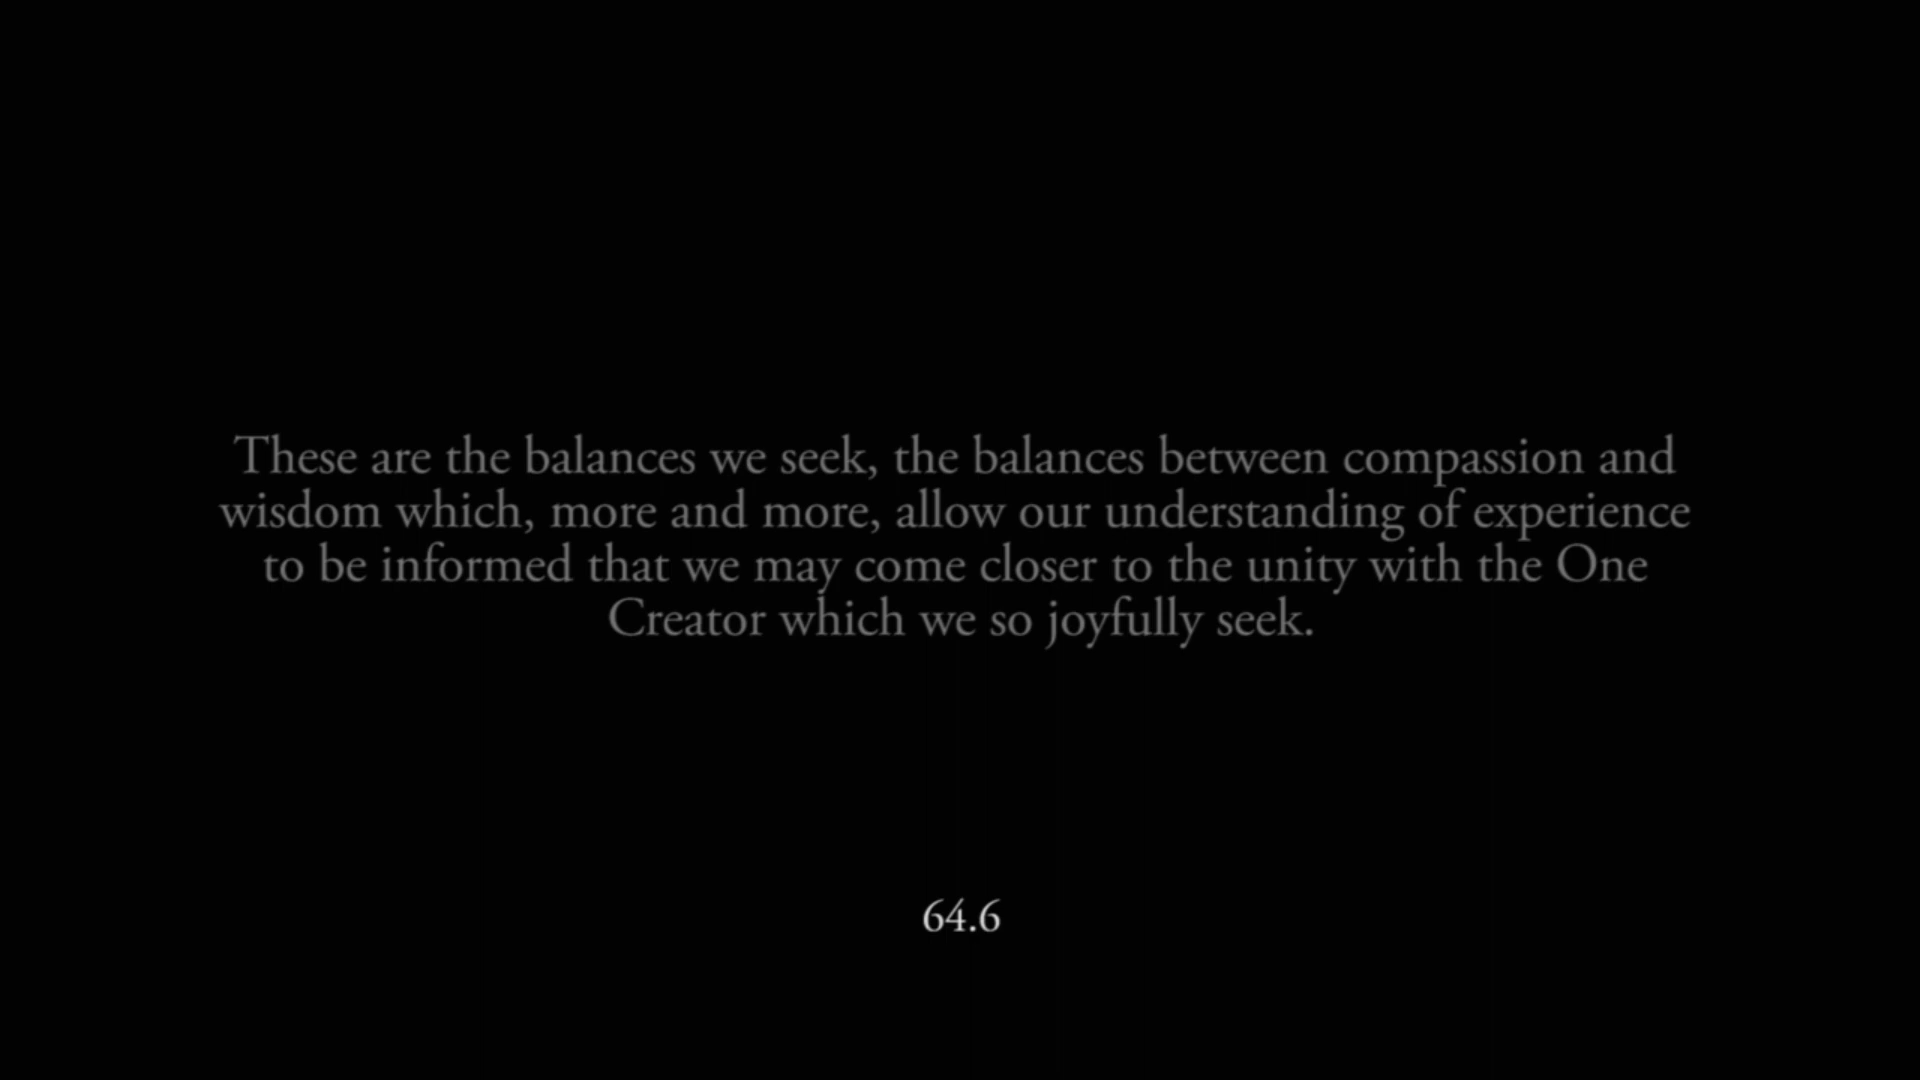 These are the balances we seek, the balances between compassion and
wisdom which, more and more, allow our understanding of experience
to be informed that we may come closer to the unity with the One
Creator which we so joyfully seek.
64.6